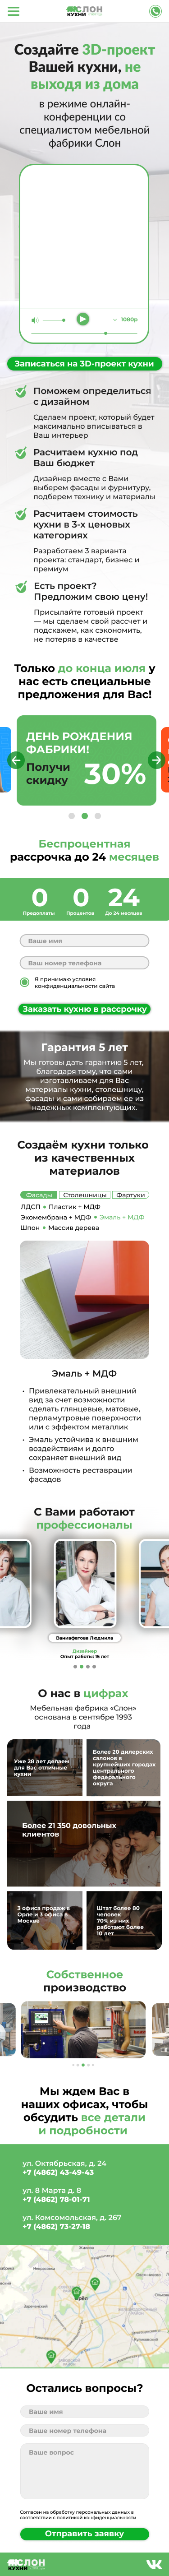 СЛОН
КУХНИ
Создайте 3D-проект
Вашей кухни, не
выходя из дома
в режиме онлайн-
конференции со
специалистом мебельной
фабрики Слон
1080p
Записаться на 3D-проект кухни
Поможем определиться
с дизайном
Сделаем проект, который будет
максимально вписываться в
Ваш интерьер
Расчитаем кухню под
Ваш бюджет
Дизайнер вместе с Вами
выберем фасады и фурнитуру,
подберем технику и материалы
Расчитаем стоимость
кухни в 3-х ценовых
категориях
Разработаем 3 варианта
проекта: стандарт, бизнес и
премиум
Есть проект?
Предложим свою цену!
Присылайте готовый проект
— мы сделаем свой рассчет и
подскажем, как сэкономить,
не потеряв в качестве
Только до конца июля у
нас есть специальные
предложения для Вас!
ДЕНЬ РОЖДЕНИЯ
ФАБРИКИ!
Получи
скидку 30%
Беспроцентная
рассрочка до 24 месяцев
0 0 24
Предоплаты Процентов До 24 месяцев
Ваше имя
Ваш номер телефона
Я принимаю условия
конфиденциальности сайта
Заказать кухню в рассрочку
Гарантия 5 лет
Мы готовы дать гарантию 5 лет,
благодаря тому, что сами
изготавливаем для Вас
материалы кухни, столешницу,
фасады и сами собираем ее из
надежных комплектующих.
Создаём кухни только
из качественных
материалов
Фасады Столешницы Фартуки
ЛДСП • Пластик + МДФ
Экомембрана + МДФ • Эмаль + МДФ
Шпон • Массив дерева
Эмаль + МДФ
• Привлекательный внешний
вид за счет возможности
сделать глянцевые, матовые,
перламутровые поверхности
или с эффектом металлик
• Эмаль устойчива к внешним
воздействиям и долго
сохраняет внешний вид
• Возможность реставрации
фасадов
С Вами работают
профессионалы
Ванкафатова Людмила
Дизайнер
Опыт работы: 15 лет
О нас в цифрах
Мебельная фабрика «Слон»
основана в сентябре 1993
года
Уже 28 лет делаем
для Вас отличные
кухни
Более 20 дилерских
салонов в
крупнейших городах
центрального
федерального
округа
Более 21 350 довольных
клиентов
3 офиса продаж в
Орле и 3 офиса в
Москве
Штат более 80
человек
70% из них
работают более
10 лет
Собственное
производство
Мы ждем Вас в
наших офисах, чтобы
обсудить все детали
и подробности
ул. Октябрьская, д. 24
+7 (4862) 43-49-43
ул. 8 Марта д. 8
+7 (4862) 78-01-71
ул. Комсомольская, д. 267
+7 (4862) 73-27-18
Остались вопросы?
Ваше имя
Ваше номер телефона
Ваше вопрос
Согласен на обработку персональных данных в
соответствии с политикой конфиденциальности
Отправить заявку
СЛОН
КУХНИ